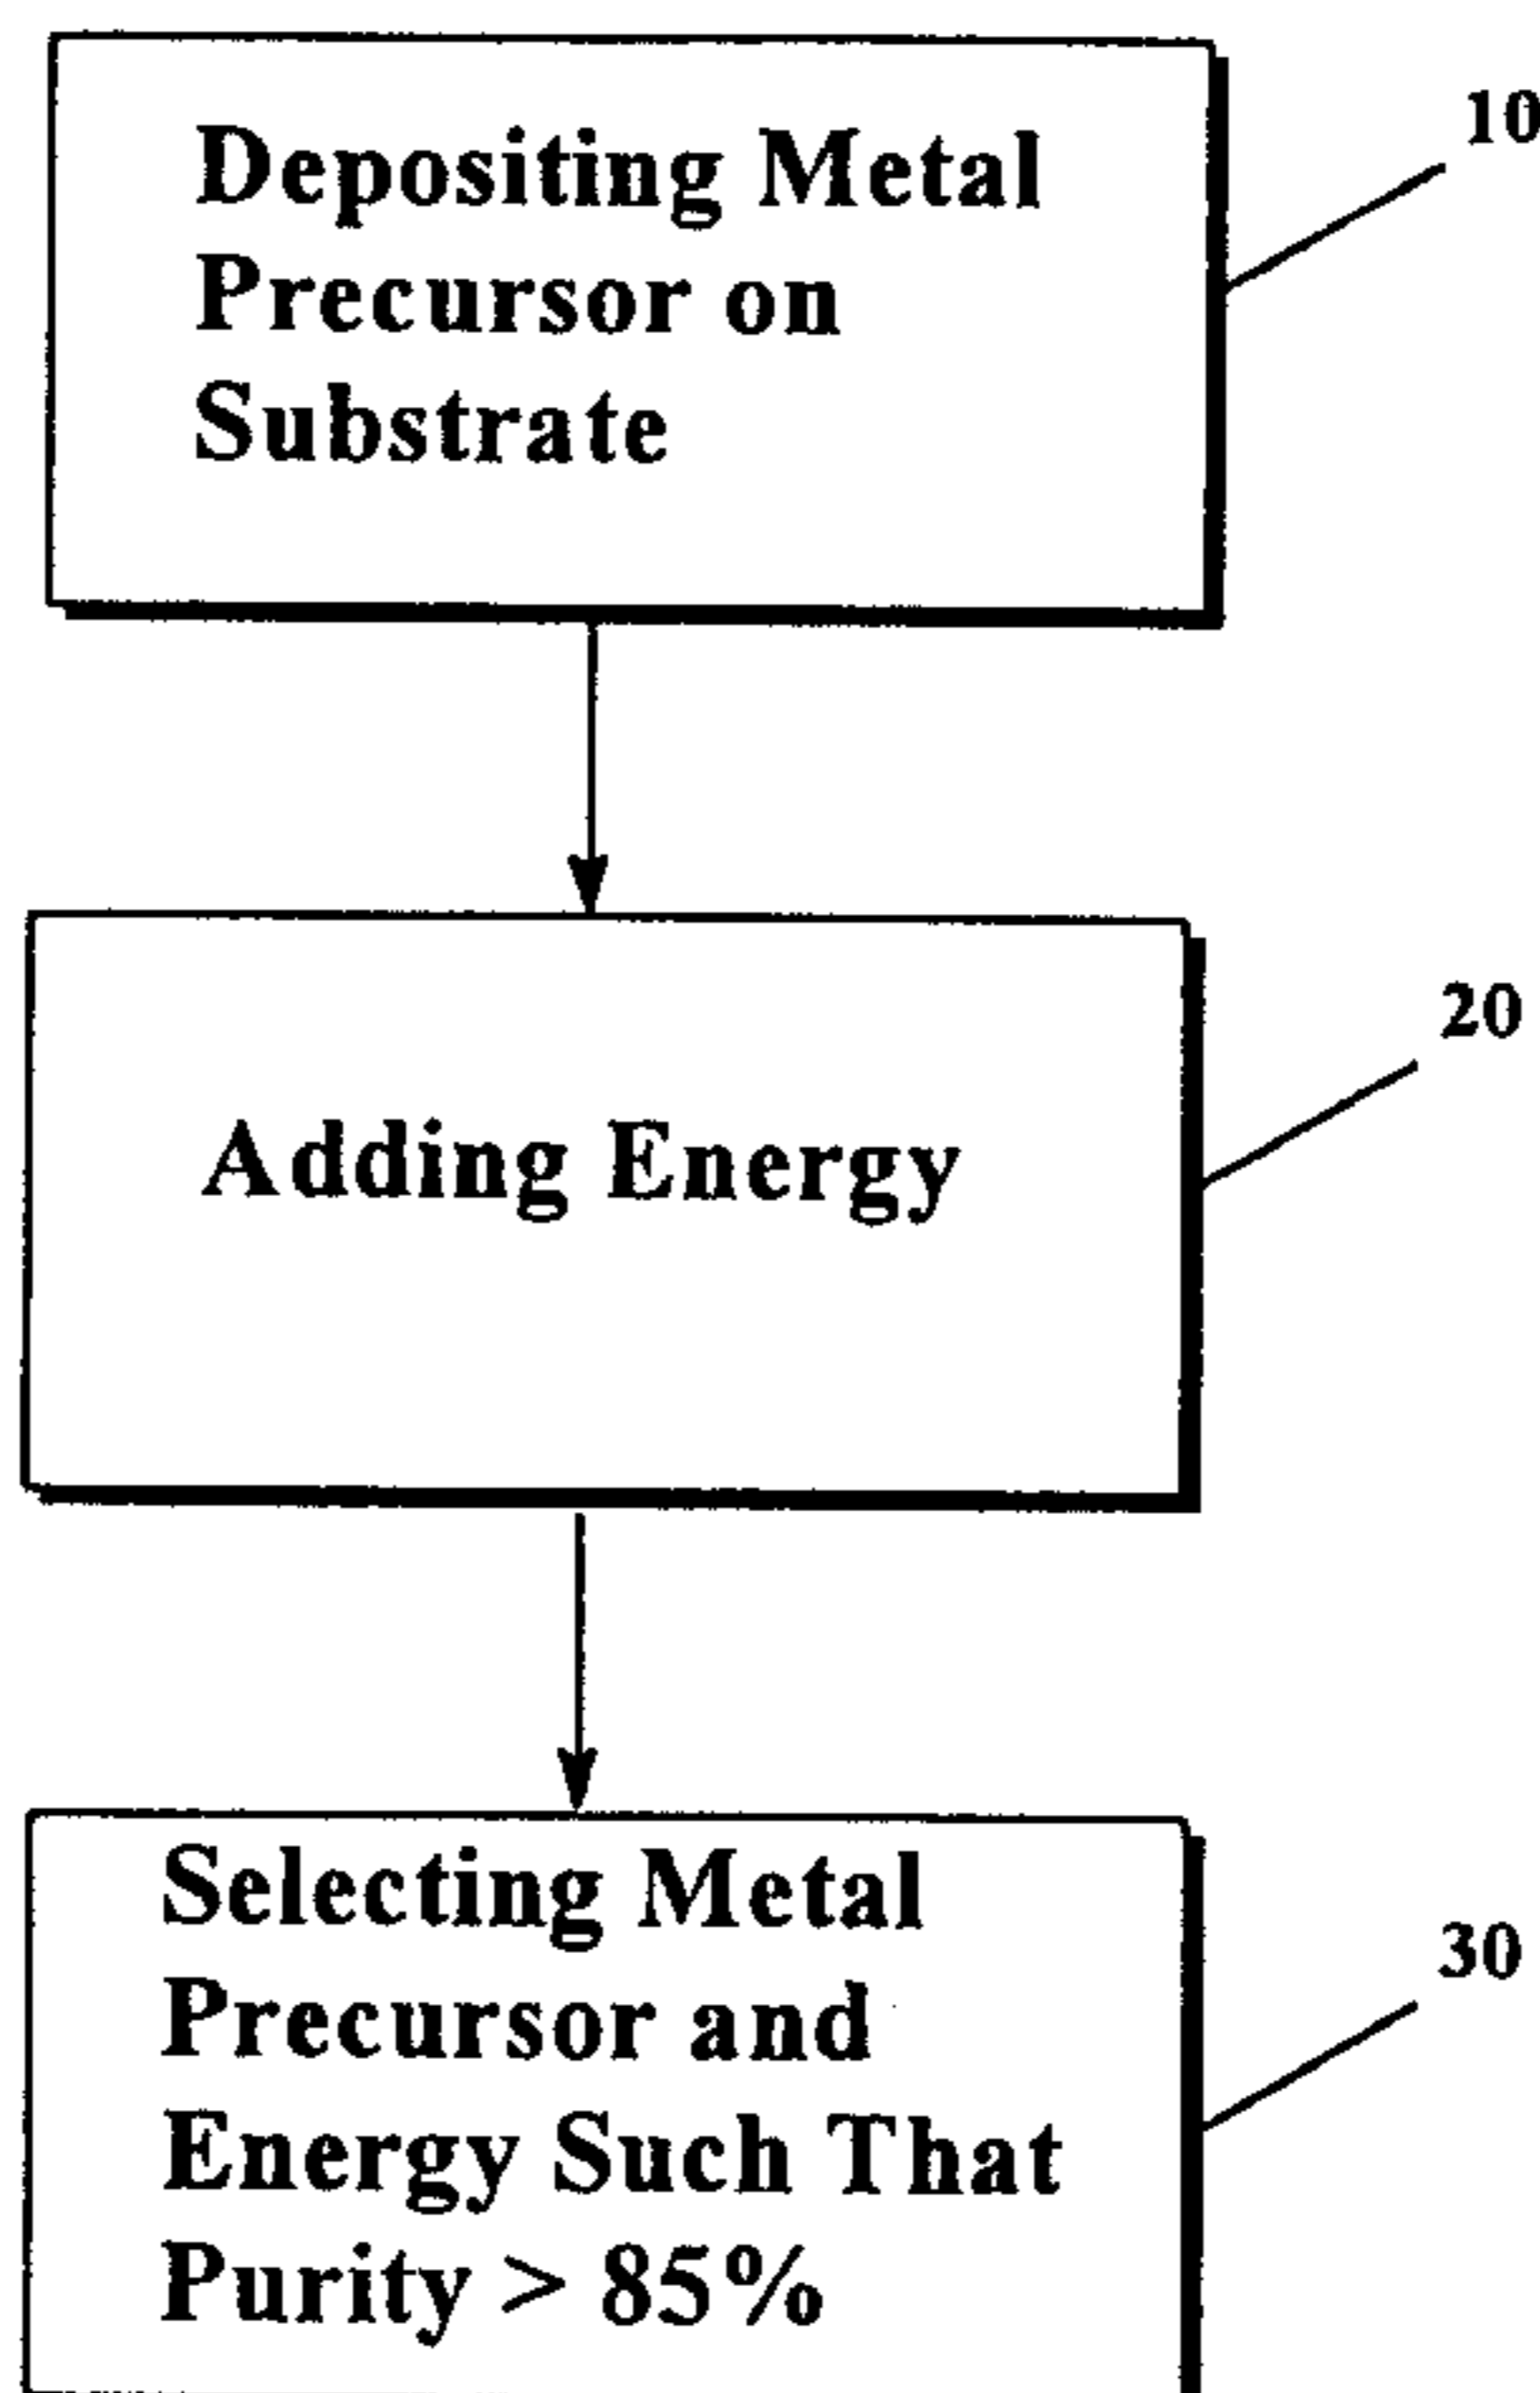 Depositing Metal
Precursor on
Substrate
10
Adding Energy
20
Selecting Metal
Precursor and
Energy Such That
Purity > 85%
30